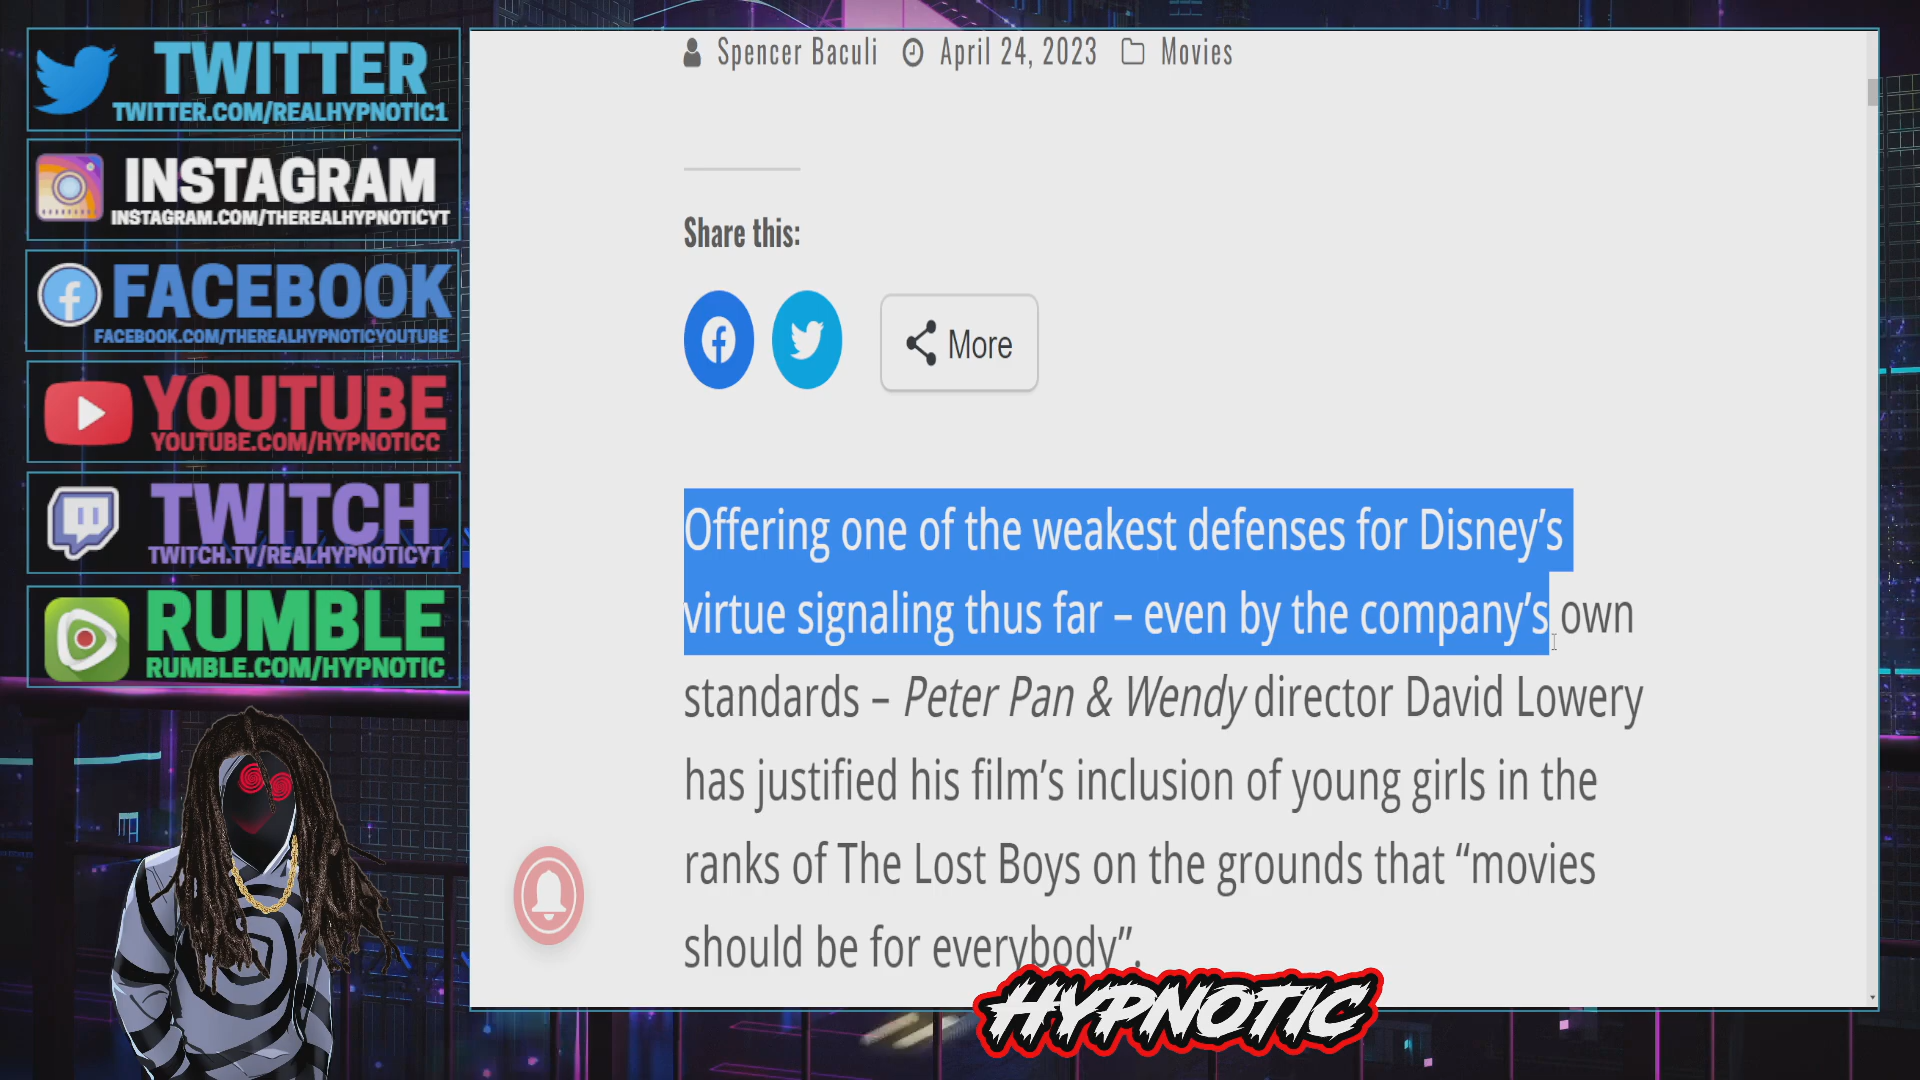 TWITTER
TWITTER.COM/REALHYPNOTIC1
INSTAGRAM
INSTAGRAM.COM/THEREALHYPNOTICYT
FACEBOOK
FACEBOOK.COM/THEREALHYPNOTICYOUTUBE
YOUTUBE
YOUTUBE.COM/HYPNOTICC
TWITCH
TWITCH.TV/REALHYPNOTICYT
RUMBLE
RUMBLE.COM/HYPNOTIC
Spencer Baculi April 24, 2023 Movies
Share this:
More
Offering one of the weakest defenses for Disney’s
virtue signaling thus far – even by the company’s own
standards – Peter Pan & Wendy director David Lowery
has justified his film’s inclusion of young girls in the
ranks of The Lost Boys on the grounds that “movies
should be for everybody”.
HYPNOTIC